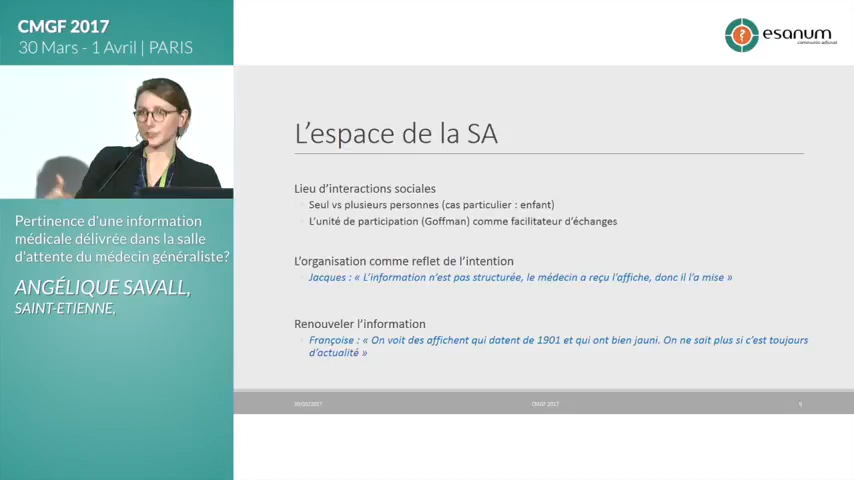 CMGF 2017
30 Mars - 1 Avril | PARIS
esanum
communis adiuvat
Pertinence d'une information
médicale délivrée dans la salle
d'attente du médecin généraliste?
ANGÉLIQUE SAVALL,
SAINT-ETIENNE,
L'espace de la SA
Lieu d'interactions sociales
Seul vs plusieurs personnes (cas particulier : enfant)
L'unité de participation (Goffman) comme facilitateur d'échanges
L'organisation comme reflet de l'intention
Jacques : « L'information n'est pas structurée, le médecin a reçu l'affiche, donc il l'a mise »
Renouveler l'information
Françoise : « On voit des affichent qui datent de 1901 et qui ont bien jauni. On ne sait plus si c'est toujours
d'actualité »
CMGF 2017